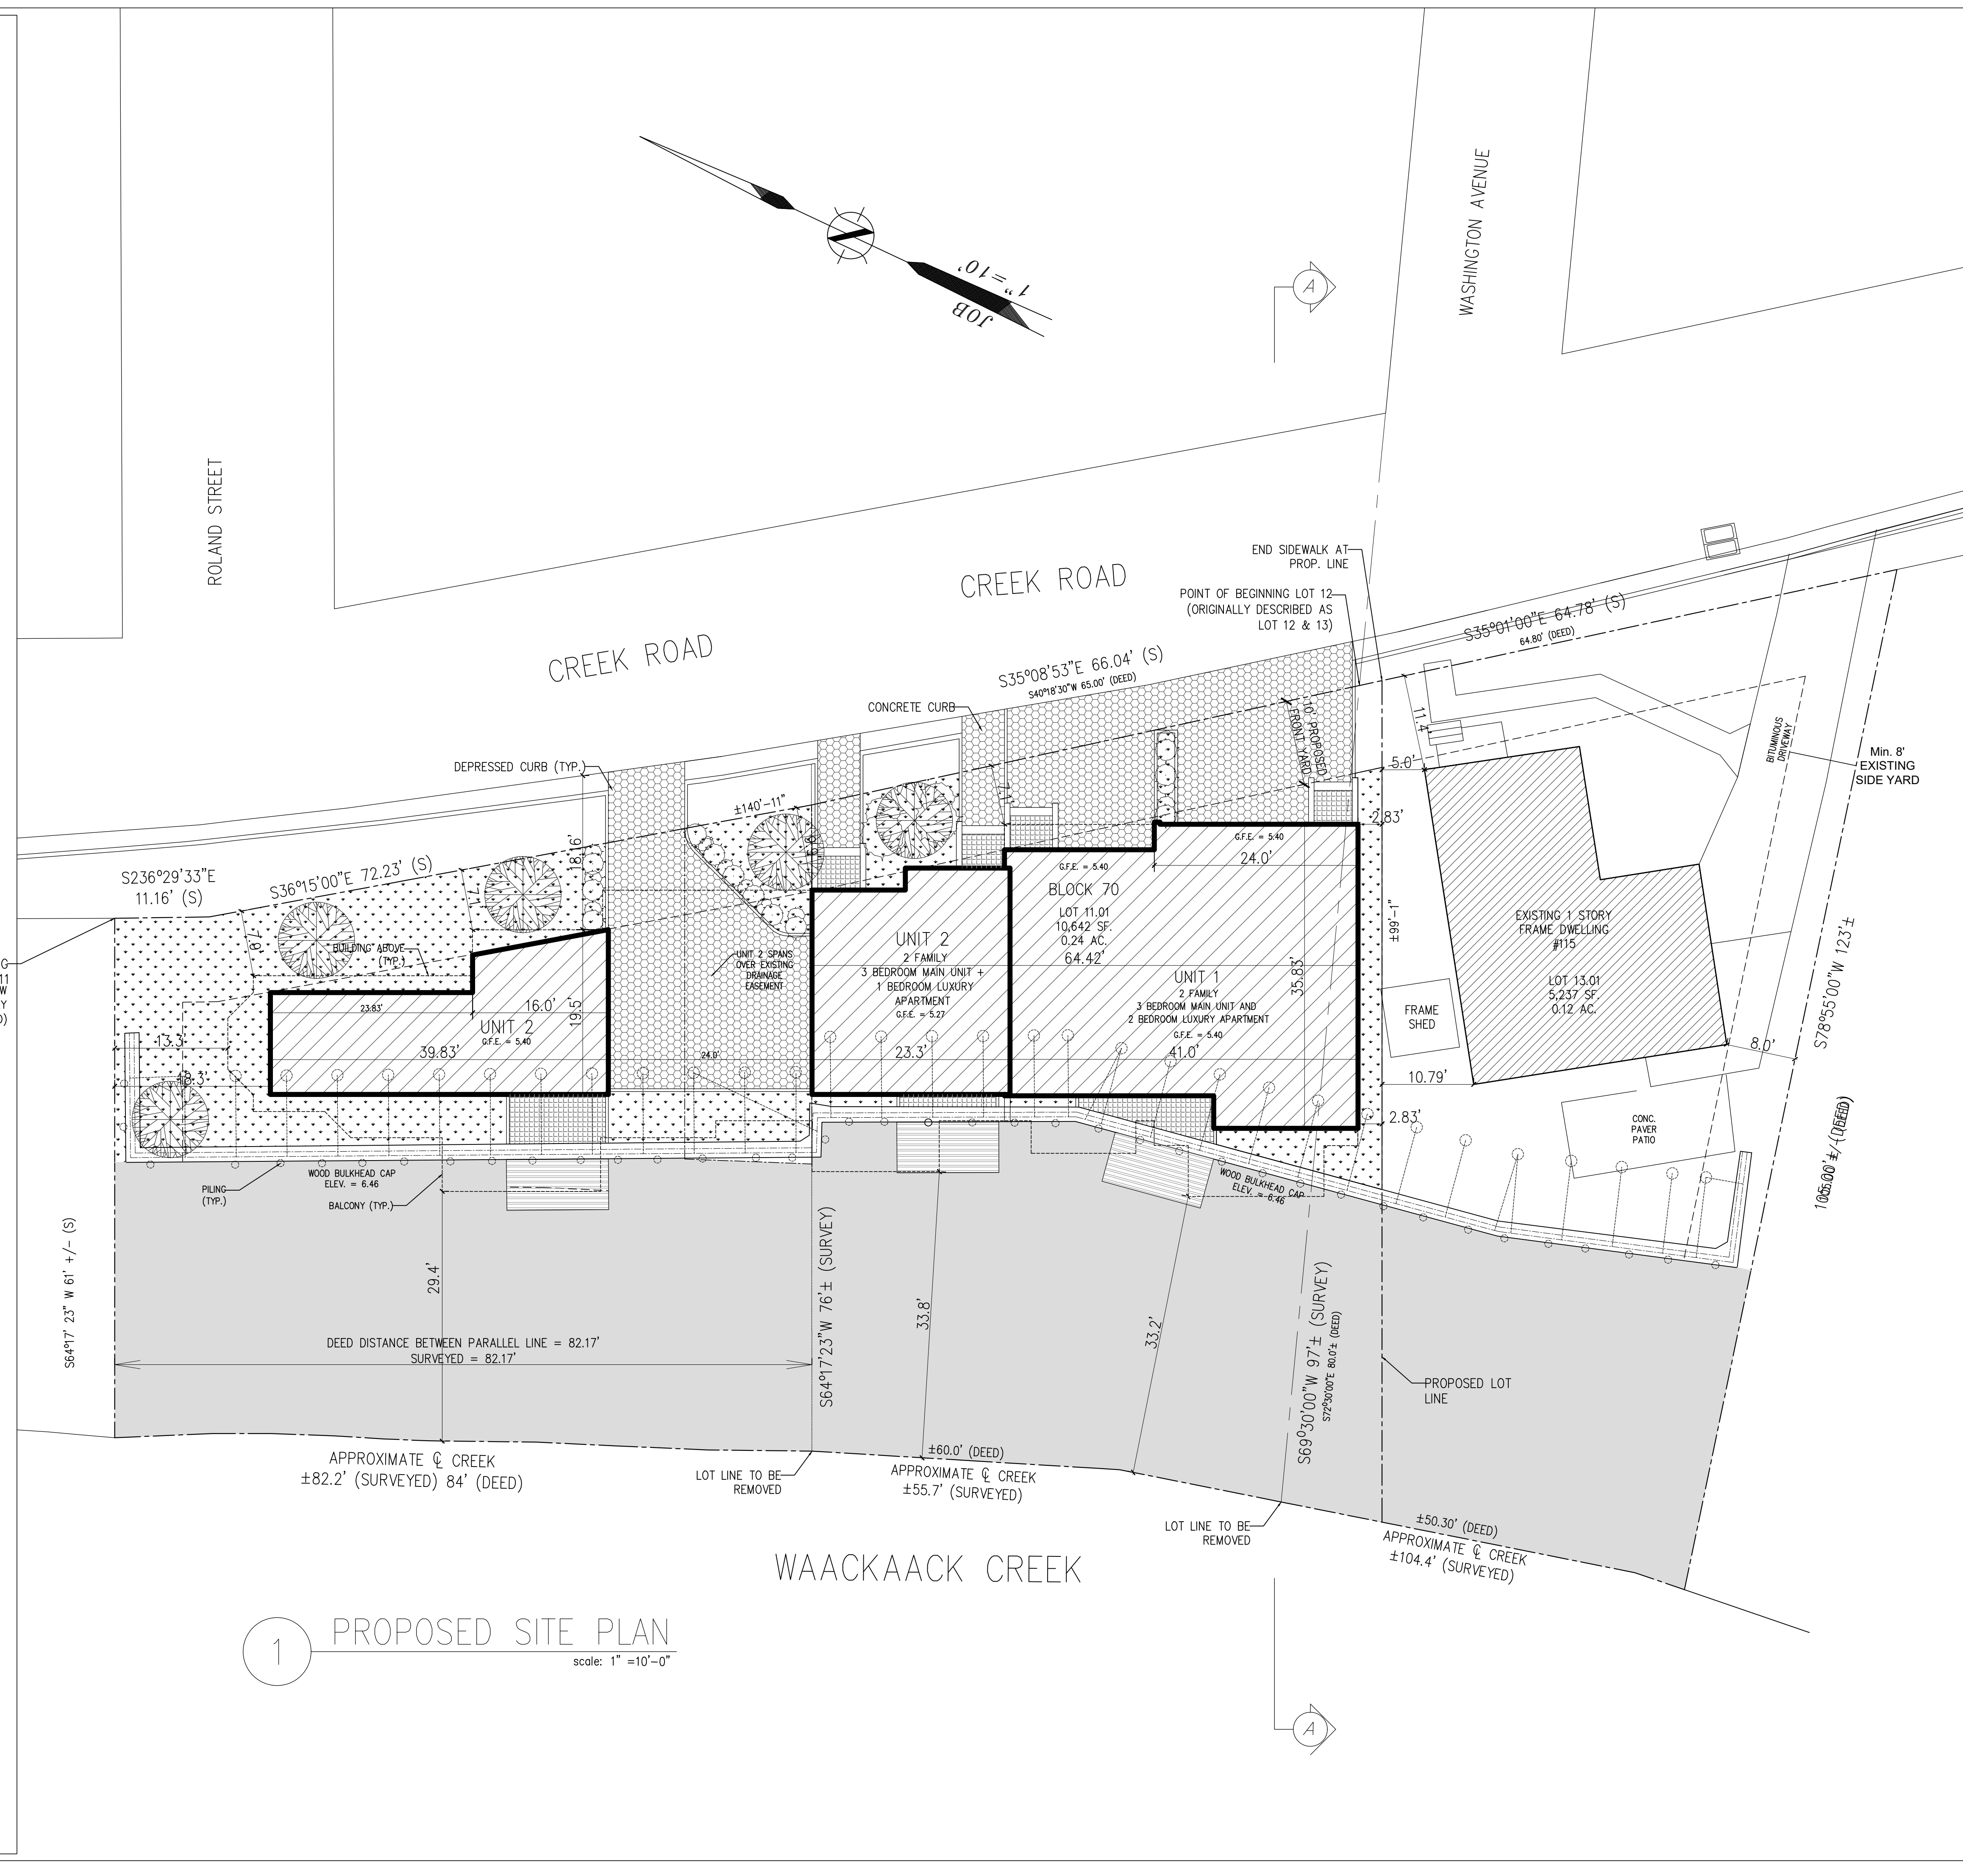 ROLAND STREET
WASHINGTON AVENUE
1"=10'
JOB
A
CREEK ROAD
CREEK ROAD
END SIDEWALK AT
PROP. LINE
POINT OF BEGINNING LOT 12
(ORIGINALLY DESCRIBED AS
LOT 12 & 13)
S35°01'00"E 64.78' (S)
64.80' (DEED)
S35°08'53"E 66.04' (S)
S40°18'30"W 65.00' (DEED)
CONCRETE CURB
DEPRESSED CURB (TYP.)
10' PROPOSED
FRONT YARD
11.4'
5.0'
BITUMINOUS
DRIVEWAY
Min. 8'
EXISTING
SIDE YARD
±140'-11"
18.16'
2.83'
S236°29'33"E
11.16' (S)
S36°15'00"E 72.23' (S)
G.F.E. = 5.40
24.0'
G.F.E. = 5.40
BLOCK 70
LOT 11.01
10,642 SF.
0.24 AC.
64.42'
BUILDING ABOVE
(TYP.)
UNIT 2 SPANS
OVER EXISTING
DRAINAGE
EASEMENT
UNIT 2
2 FAMILY
3 BEDROOM MAIN UNIT +
1 BEDROOM LUXURY
APARTMENT
G.F.E. = 5.27
UNIT 1
2 FAMILY
3 BEDROOM MAIN UNIT AND
2 BEDROOM LUXURY APARTMENT
G.F.E. = 5.40
35.83'
±99'-1"
EXISTING 1 STORY
FRAME DWELLING
#115
LOT 13.01
5,237 SF.
0.12 AC.
FRAME
SHED
S78°55'00"W 123'±
G
11
W
Y
)
23.83'
16.0'
19.5'
UNIT 2
G.F.E. = 5.40
13.3'
39.83'
24.0'
23.3'
41.0'
18.3'
10.79'
8.0'
2.83'
CONC.
PAVER
PATIO
PILING
(TYP.)
WOOD BULKHEAD CAP
ELEV. = 6.46
BALCONY (TYP.)
WOOD BULKHEAD CAP
ELEV. = 6.46
S64°17' 23" W 61' +/- (S)
29.4'
S64°17'23"W 76'± (SURVEY)
33.8'
33.2'
S69°30'00"W 97'± (SURVEY)
S72°30'00"E 80.0'± (DEED)
DEED DISTANCE BETWEEN PARALLEL LINE = 82.17'
SURVEYED = 82.17'
PROPOSED LOT
LINE
APPROXIMATE ℄ CREEK
±82.2' (SURVEYED) 84' (DEED)
LOT LINE TO BE
REMOVED
±60.0' (DEED)
APPROXIMATE ℄ CREEK
±55.7' (SURVEYED)
LOT LINE TO BE
REMOVED
±50.30' (DEED)
APPROXIMATE ℄ CREEK
±104.4' (SURVEYED)
WAACKAACK CREEK
1
PROPOSED SITE PLAN
scale: 1" =10'-0"
A